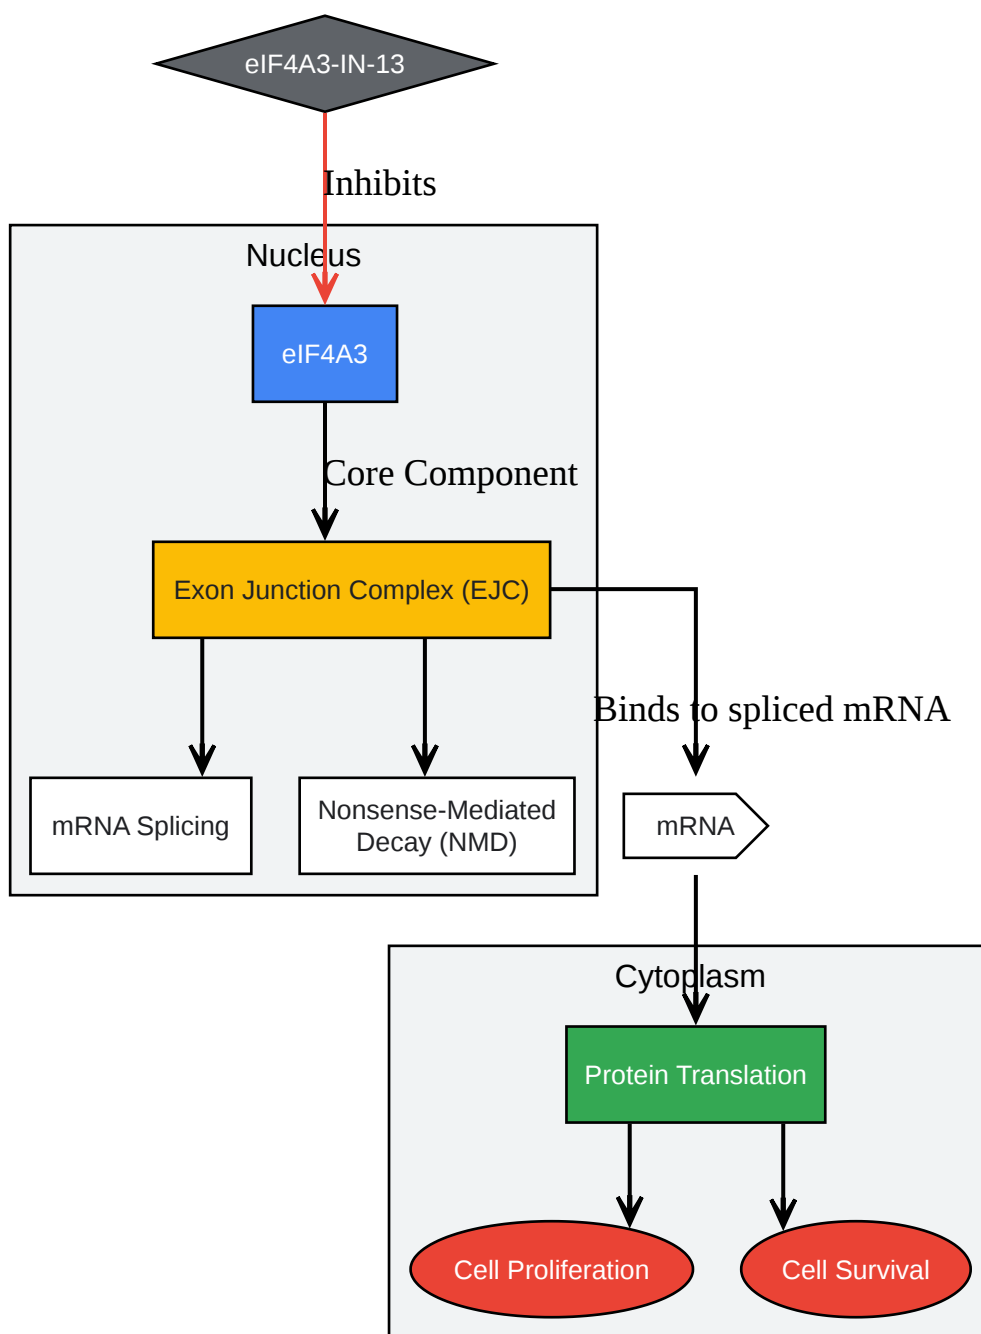 eIF4A3-IN-13
Inhibits
Nucleus
eIF4A3
Core Component
Exon Junction Complex (EJC)
Binds to spliced mRNA
mRNA Splicing
Nonsense-Mediated
Decay (NMD)
mRNA
Cytoplasm
Protein Translation
Cell Proliferation
Cell Survival